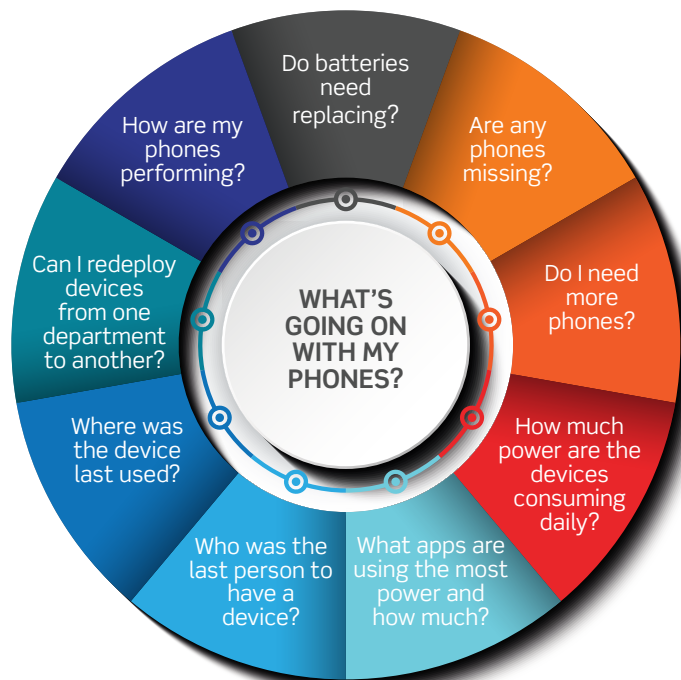 Do batteries
need
replacing?
Are any
phones
missing?
Do I need
more
phones?
How much
power are the
devices
consuming
daily?
What apps are
using the most
power and
how much?
Who was the
last person to
have a
device?
Where was
the device
last used?
Can I redeploy
devices
from one
department
to another?
How are my
phones
performing?
WHAT'S
GOING ON
WITH MY
PHONES?